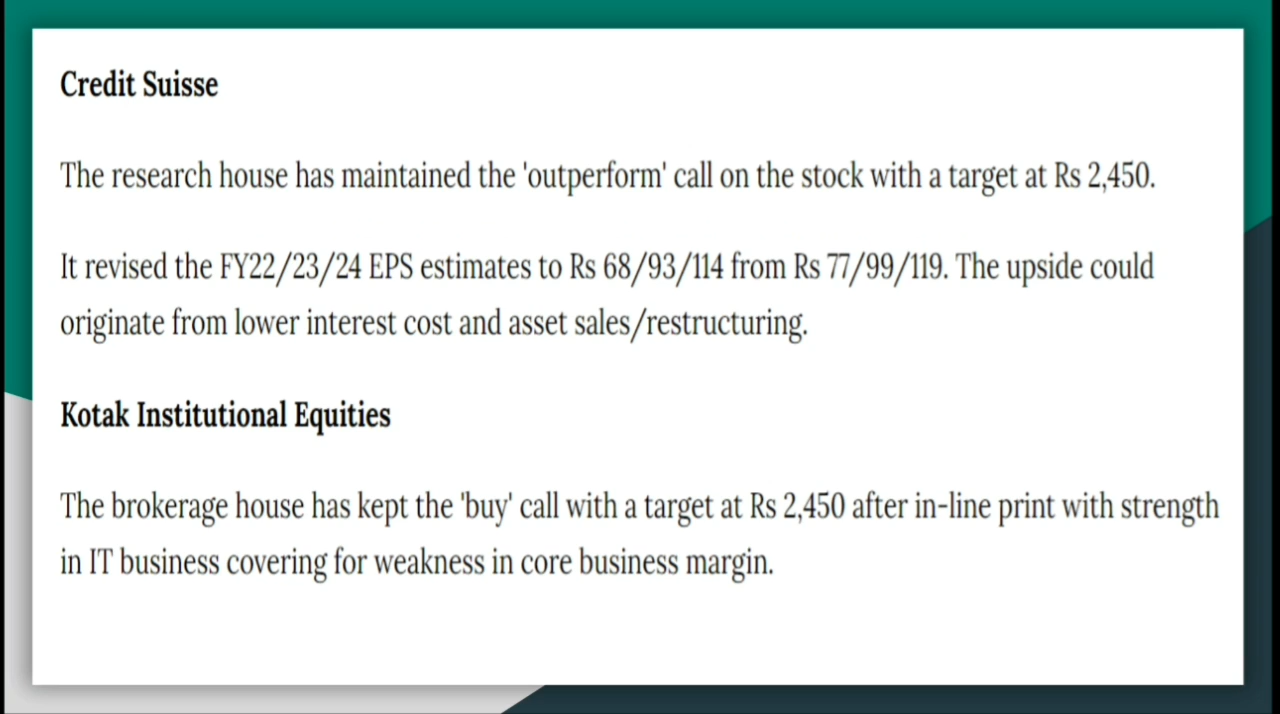 Credit Suisse
The research house has maintained the 'outperform' call on the stock with a target at Rs 2,450.
It revised the FY22/23/24 EPS estimates to Rs 68/93/114 from Rs 77/99/119. The upside could
originate from lower interest cost and asset sales/restructuring.
Kotak Institutional Equities
The brokerage house has kept the 'buy' call with a target at Rs 2,450 after in-line print with strength
in IT business covering for weakness in core business margin.